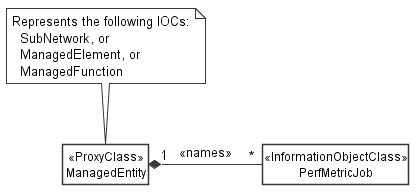 Represents the following IOCs:
SubNetwork, or
ManagedElement, or
ManagedFunction
«ProxyClass»
ManagedEntity
1 «names» *
«InformationObjectClass»
PerfMetricJob